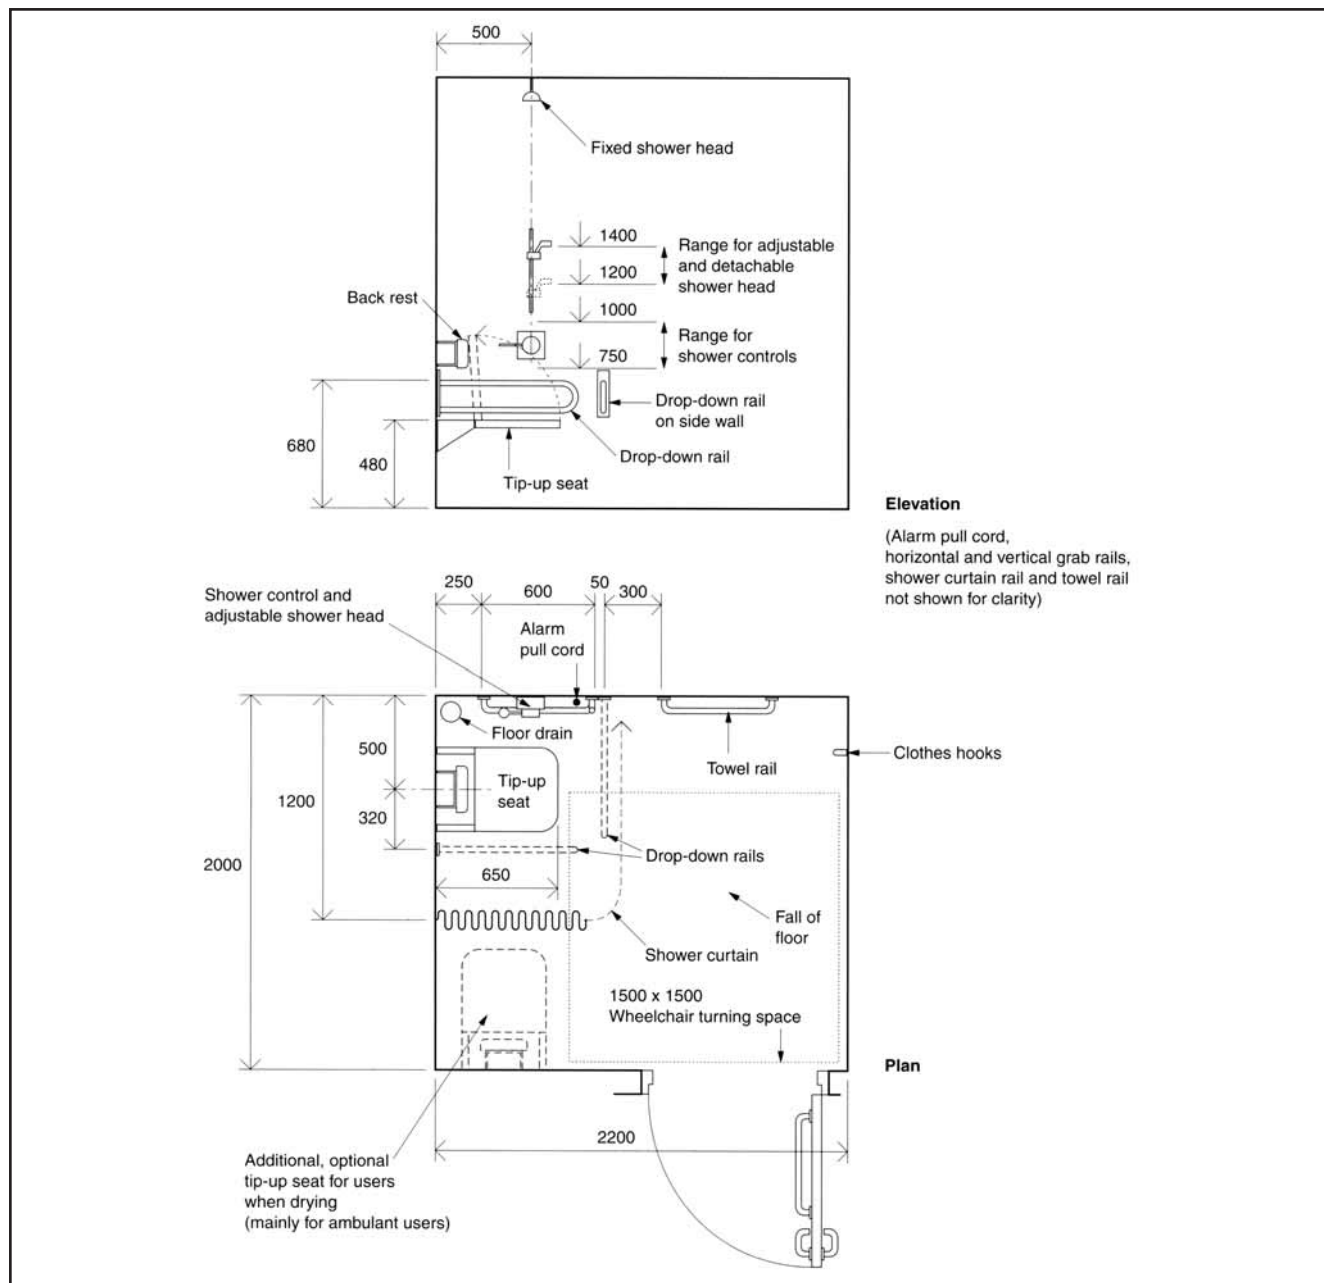 500
Fixed shower head
1400
Range for adjustable
and detachable
shower head
1200
Back rest
1000
Range for
shower controls
750
Drop-down rail
on side wall
680
480
Drop-down rail
Tip-up seat
Elevation
(Alarm pull cord,
horizontal and vertical grab rails,
shower curtain rail and towel rail
not shown for clarity)
250
600
50
300
Shower control and
adjustable shower head
Alarm
pull cord
Floor drain
500
Towel rail
Clothes hooks
Tip-up
seat
1200
320
2000
Drop-down rails
650
Fall of
floor
Shower curtain
1500 x 1500
Wheelchair turning space
Plan
2200
Additional, optional
tip-up seat for users
when drying
(mainly for ambulant users)